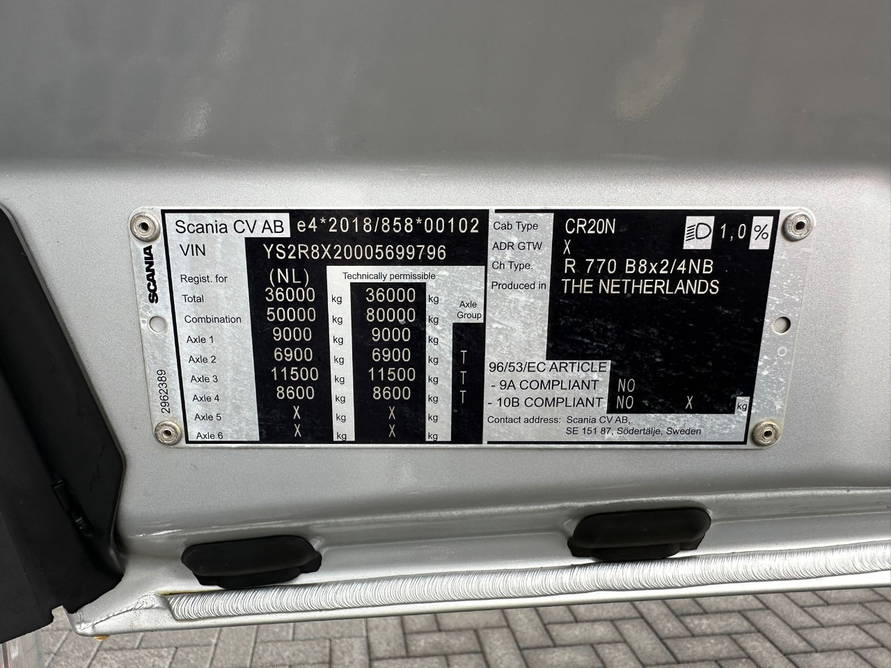 Scania CV AB e4*2018/858*00102
VIN YS2R8X20005699796
Regist. for (NL) Technically permissible
Total 36000 kg 36000 kg Axle Group
Combination 50000 kg 80000 kg
Axle 1 9000 kg 9000 kg
Axle 2 6900 kg 6900 kg T
Axle 3 11500 kg 11500 kg T
Axle 4 8600 kg 8600 kg T
Axle 5 X kg X kg
Axle 6 X kg X kg
SCANIA
2962389
Cab Type CR20N 1,0 %
ADR GTW X
Ch Type. R 770 B8x2/4NB
Produced in THE NETHERLANDS
96/53/EC ARTICLE
- 9A COMPLIANT NO
- 10B COMPLIANT NO X kg
Contact address: Scania CV AB,
SE 151 87, Södertälje, Sweden